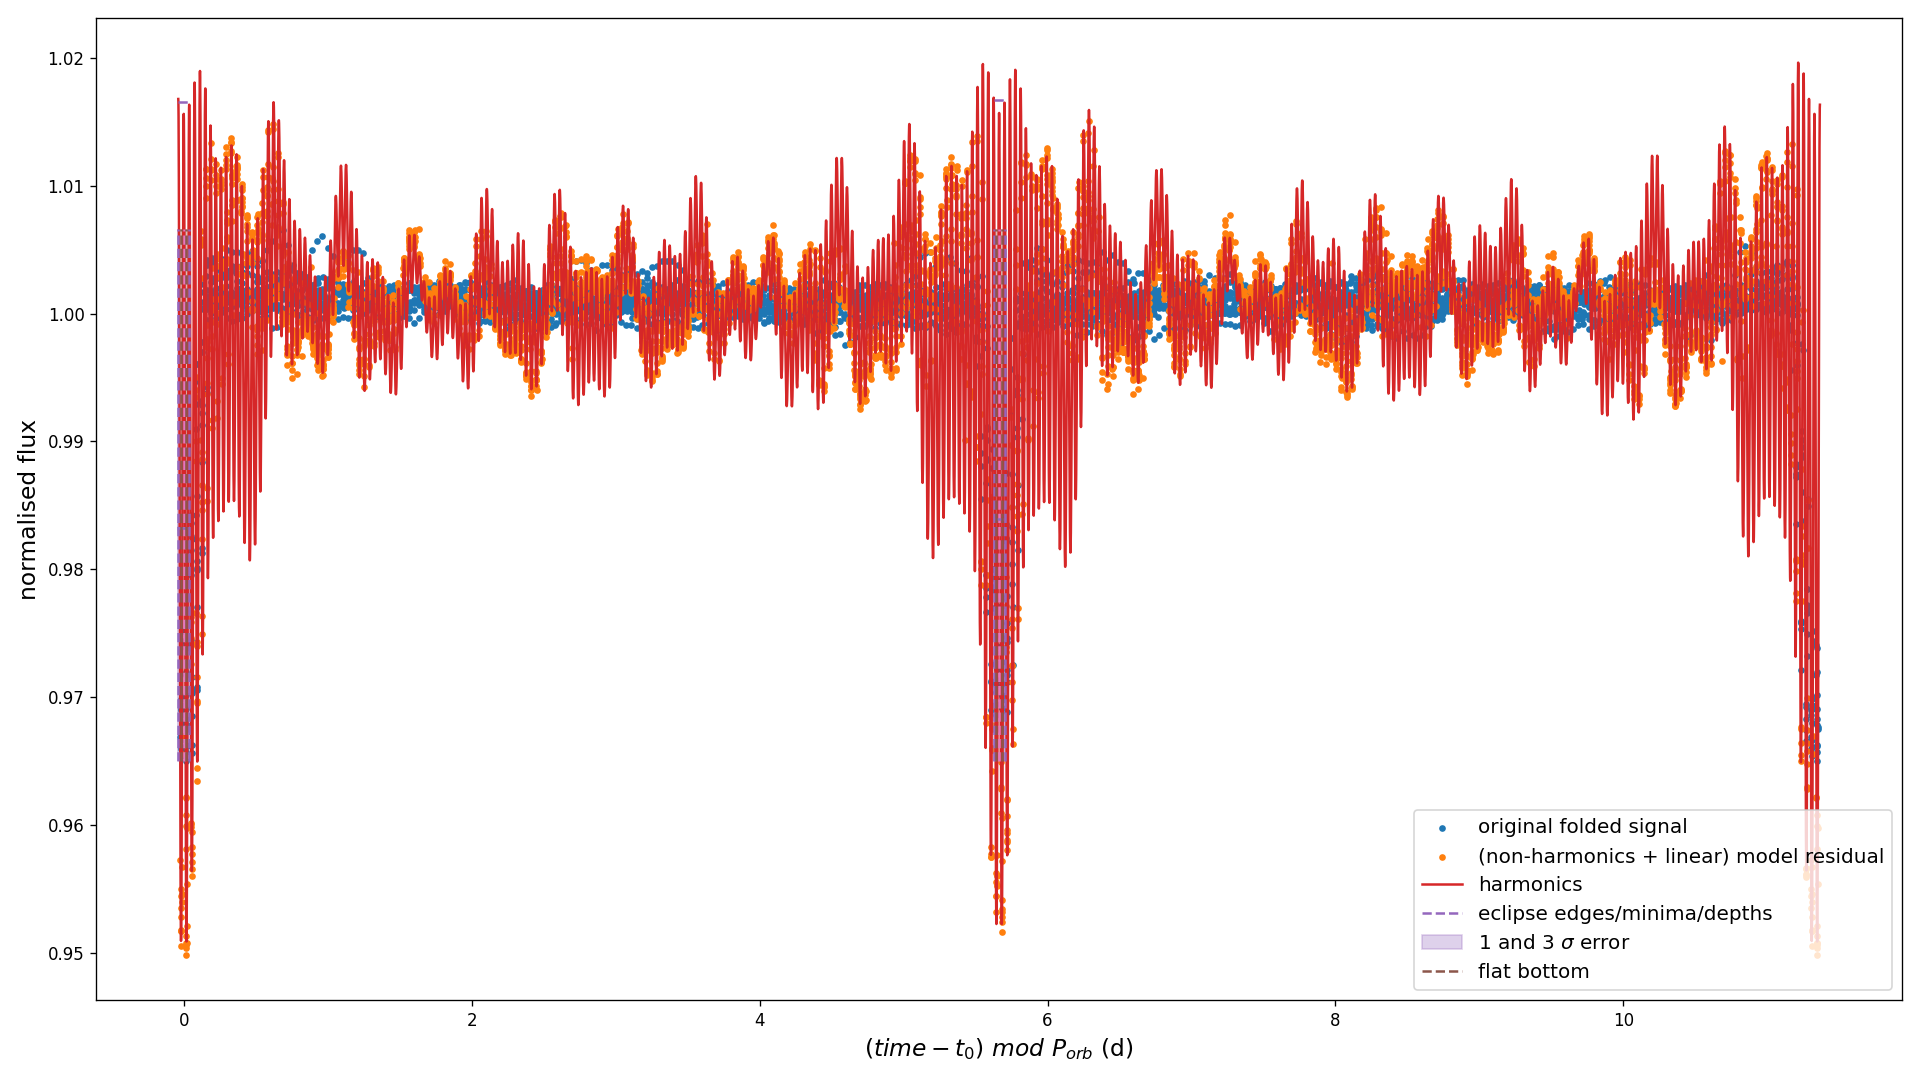 1.02
1.01
1.00
0.99
0.98
0.97
0.96
0.95
normalised flux
original folded signal
(non-harmonics + linear) model residual
harmonics
eclipse edges/minima/depths
1 and 3 σ error
flat bottom
0 2 4 6 8 10
(time − t₀) mod Pₒᵣb (d)